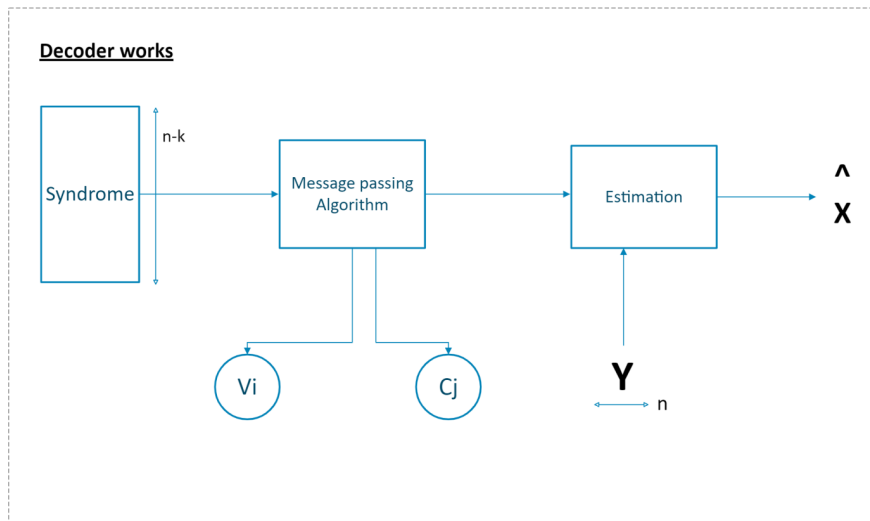 Decoder works
n-k
Syndrome
Message passing
Algorithm
Estimation
^
X
Vi
Cj
Y
n